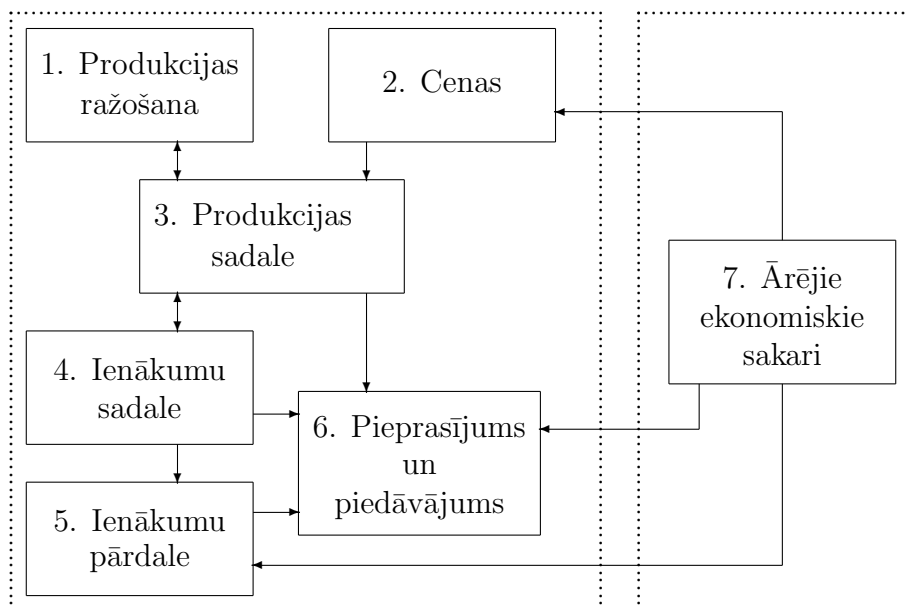 1. Produkcijas
ražošana
2. Cenas
3. Produkcijas
sadale
4. Ienākumu
sadale
5. Ienākumu
pārdale
6. Pieprasījums
un
piedāvājums
7. Ārējie
ekonomiskie
sakari